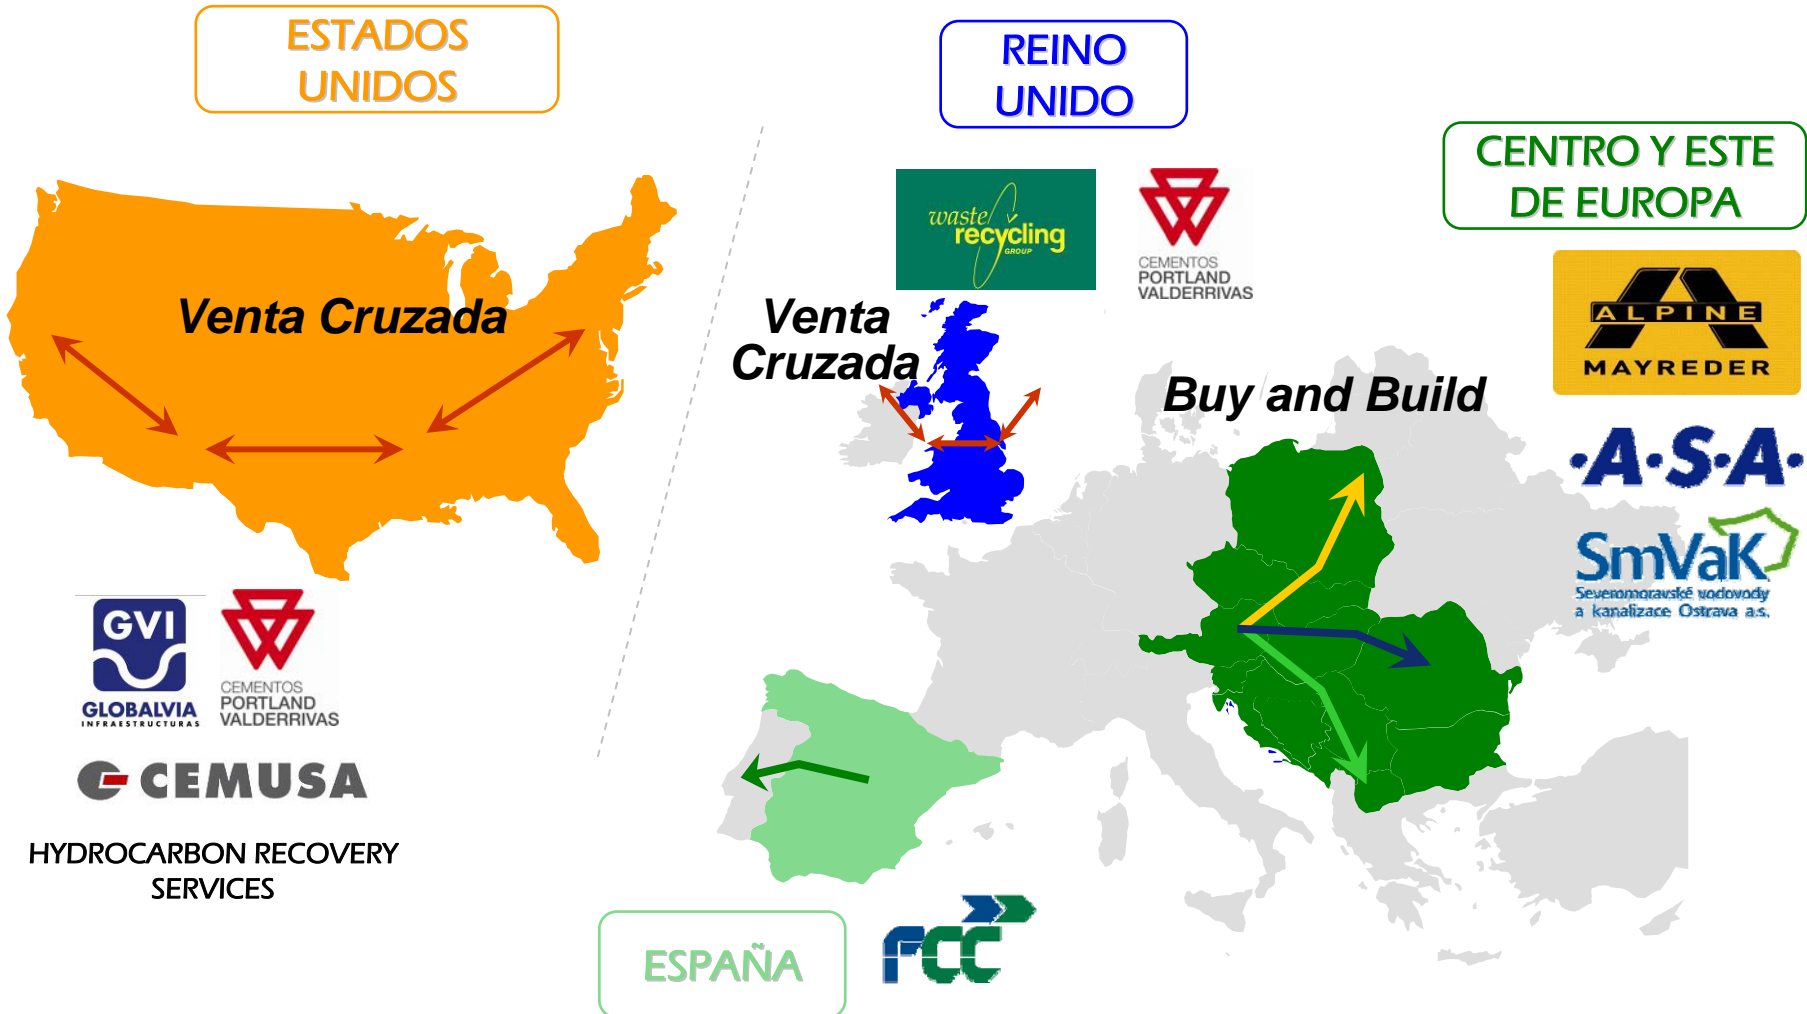 ESTADOS
UNIDOS
Venta Cruzada
GVI
GLOBALVIA
INFRAESTRUCTURAS
CEMENTOS
PORTLAND
VALDERRIVAS
CEMUSA
HYDROCARBON RECOVERY
SERVICES
REINO
UNIDO
waste
recycling
GROUP
CEMENTOS
PORTLAND
VALDERRIVAS
Venta
Cruzada
CENTRO Y ESTE
DE EUROPA
ALPINE
MAYREDER
Buy and Build
·A·S·A·
SmVaK
Severomoravské vodovody
a kanalizace Ostrava a.s.
ESPAÑA
FCC